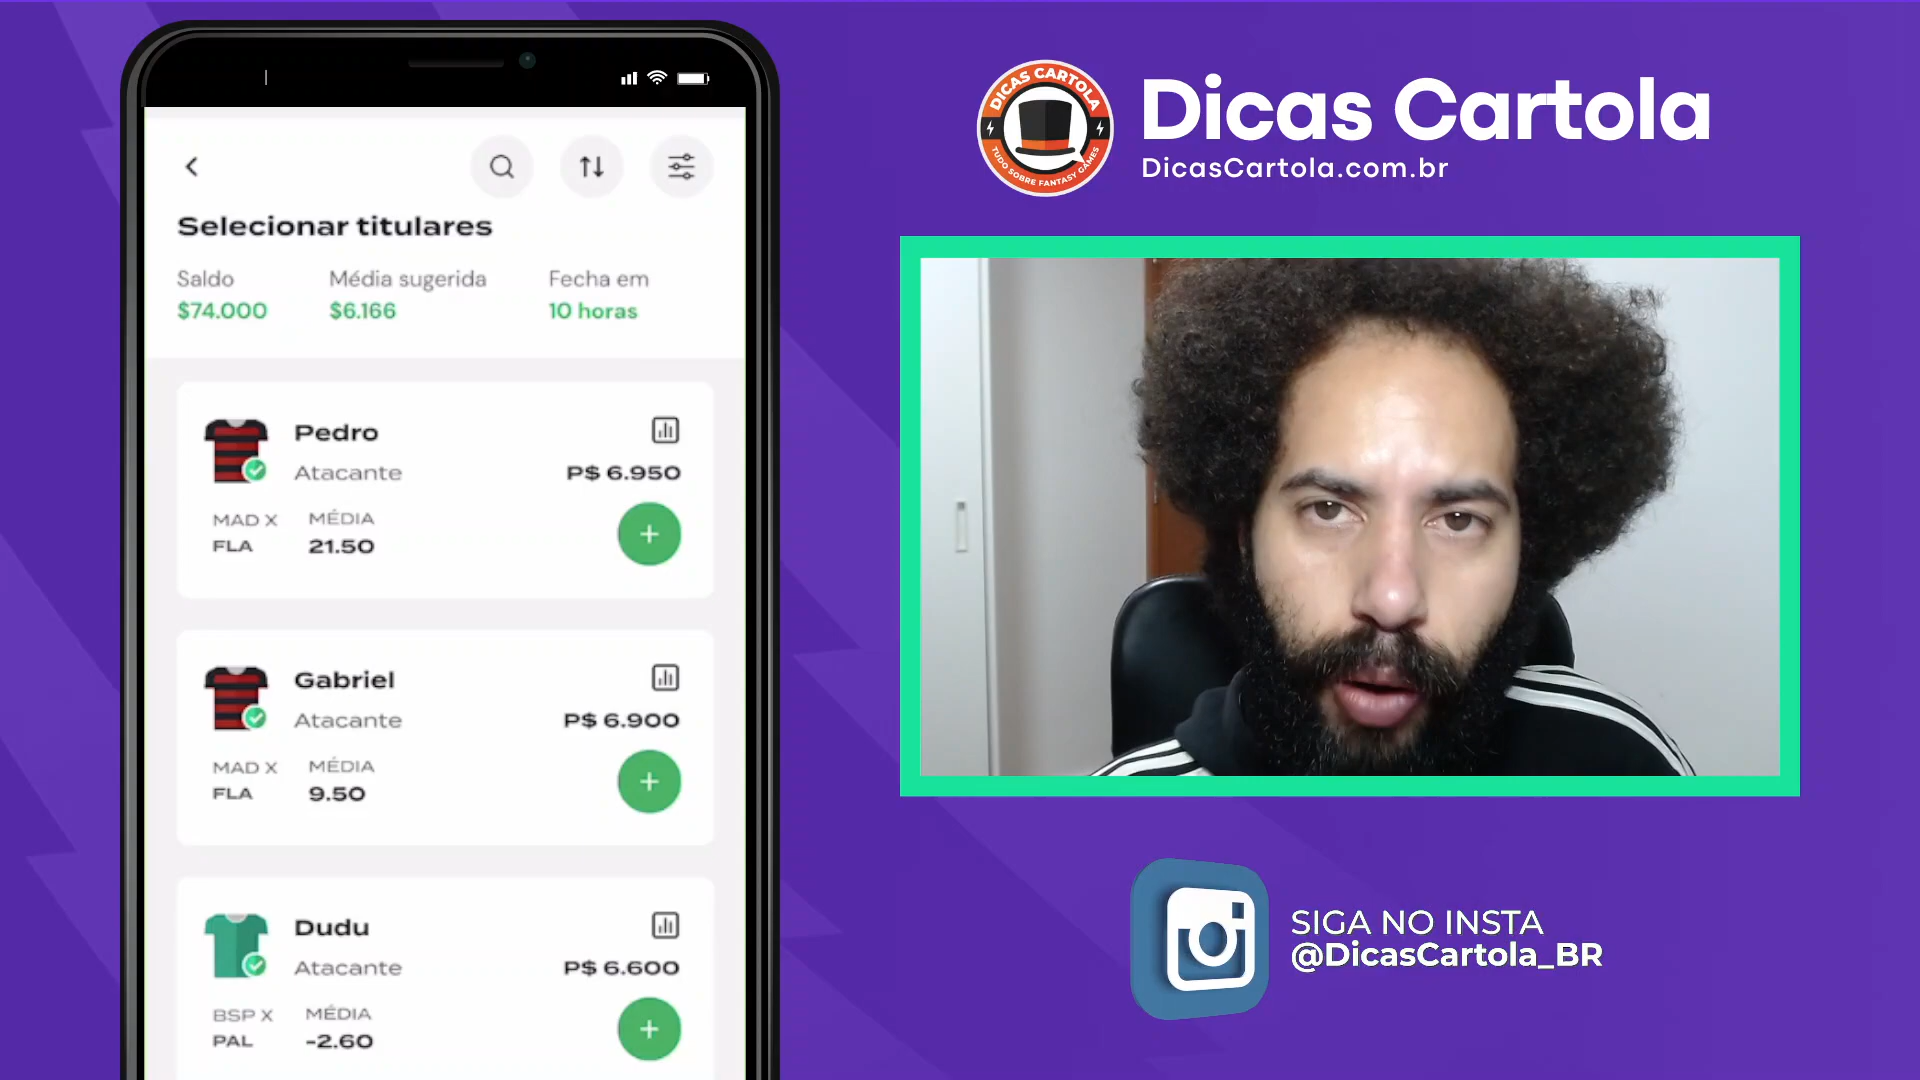 Selecionar titulares
Saldo
Média sugerida
Fecha em
$74.000
$6.166
10 horas
Pedro
Atacante
P$ 6.950
MAD X
MÉDIA
FLA
21.50
+
Gabriel
Atacante
P$ 6.900
MAD X
MÉDIA
FLA
9.50
+
Dudu
Atacante
P$ 6.600
BSP X
MÉDIA
PAL
-2.60
+
DICAS CARTOLA
TUDO SOBRE FANTASY GAMES
Dicas Cartola
DicasCartola.com.br
SIGA NO INSTA
@DicasCartola_BR